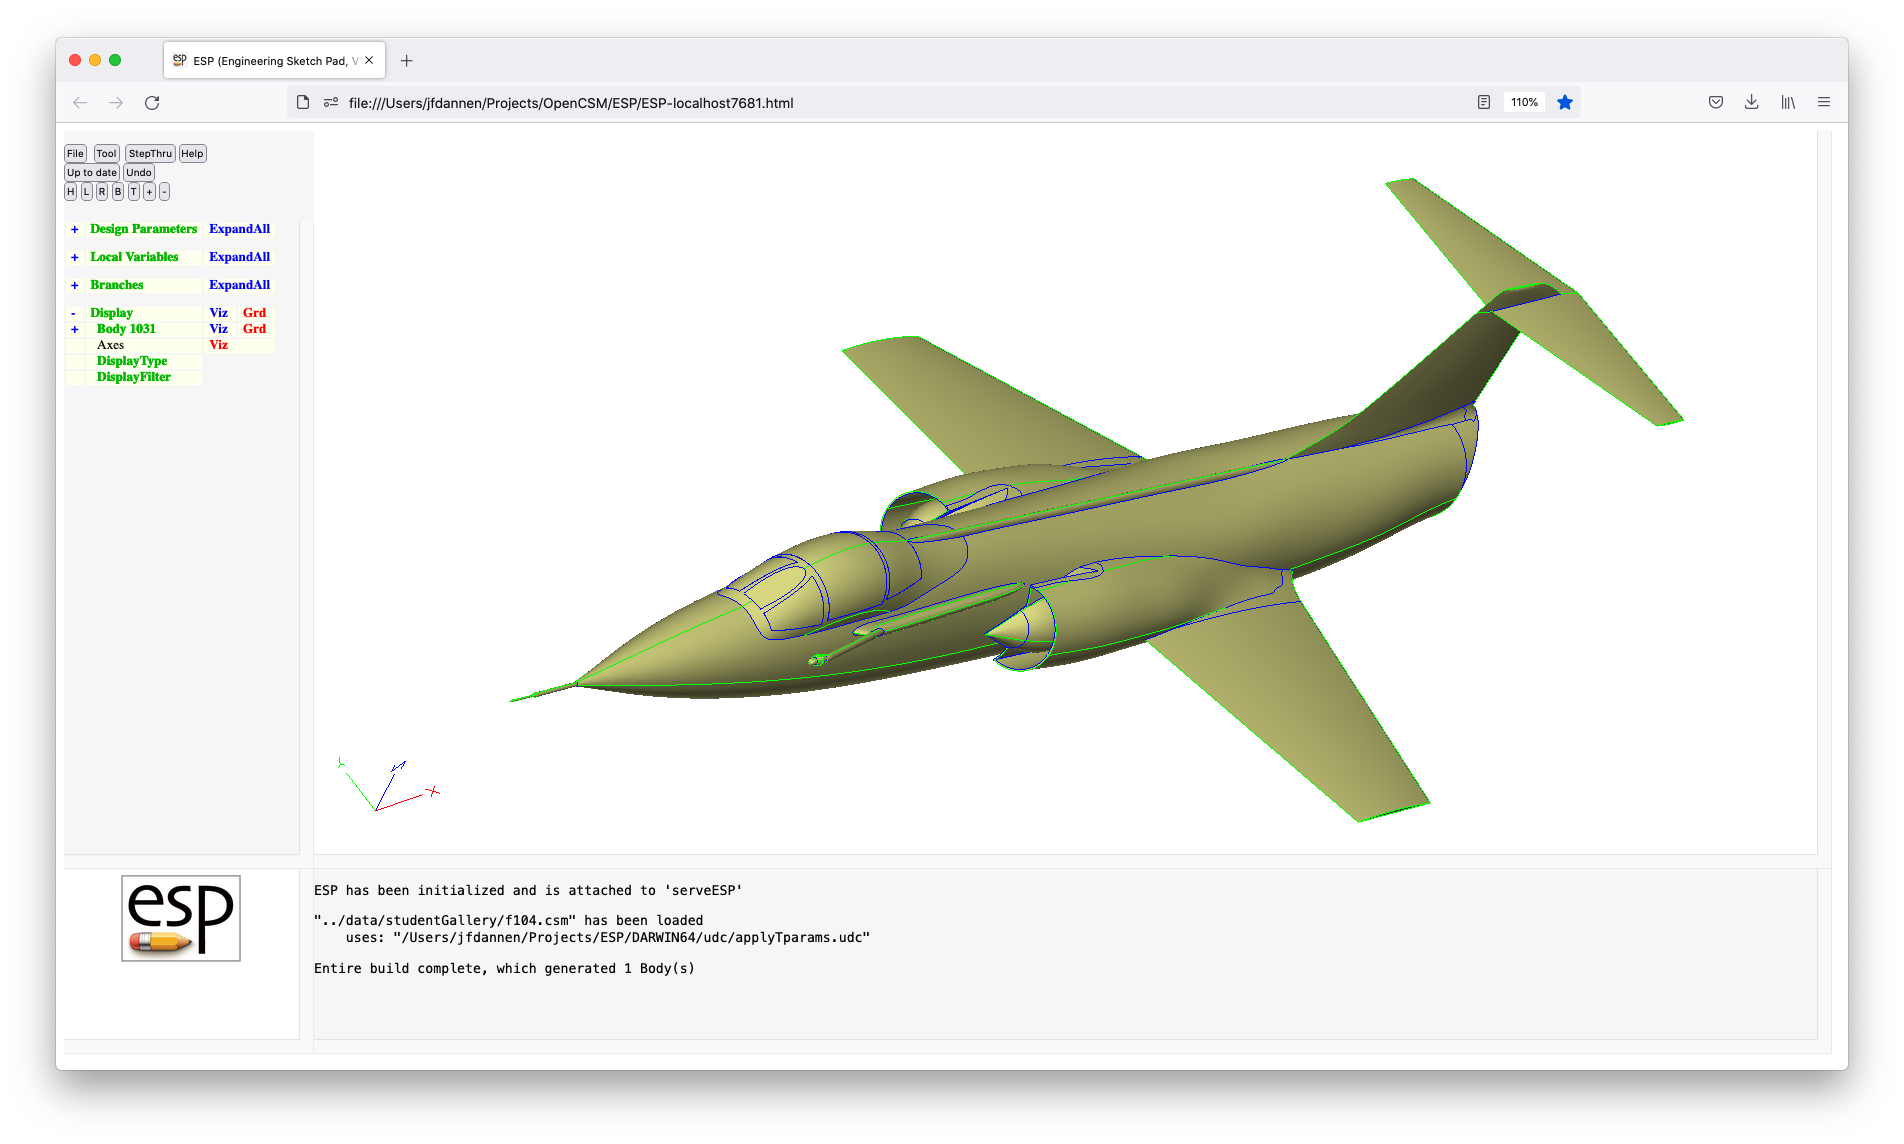 esp ESP (Engineering Sketch Pad, V
file:///Users/jfdannen/Projects/OpenCSM/ESP/ESP-localhost7681.html 110%
File Tool StepThru Help
Up to date Undo
H L R B T + -
+ Design Parameters ExpandAll
+ Local Variables ExpandAll
+ Branches ExpandAll
- Display Viz Grd
+ Body 1031 Viz Grd
Axes Viz
DisplayType
DisplayFilter
Y Z X
esp
ESP has been initialized and is attached to 'serveESP'
"../data/studentGallery/f104.csm" has been loaded
uses: "/Users/jfdannen/Projects/ESP/DARWIN64/udc/applyTparams.udc"
Entire build complete, which generated 1 Body(s)